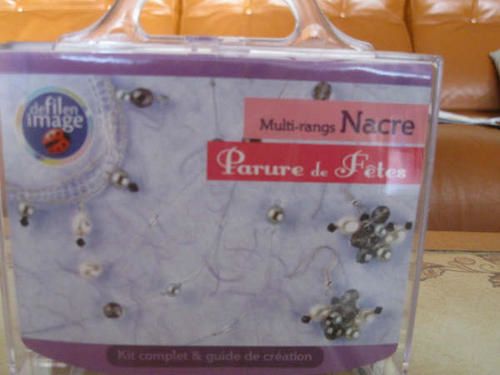 de fil en
image
Multi-rangs Nacre
Parure de Fêtes
Kit complet & guide de création